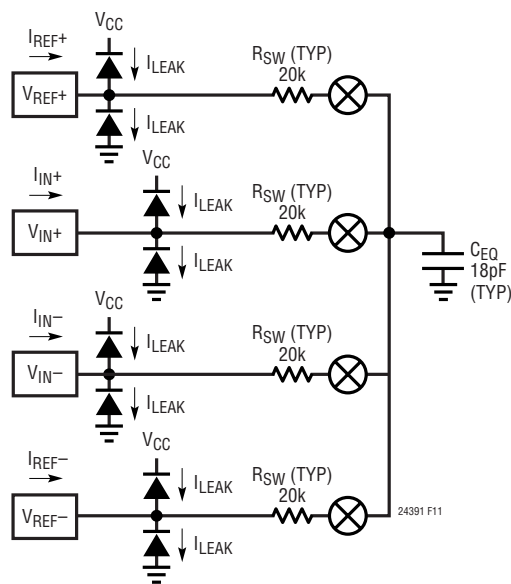 VCC
IREF+
ILEAK
VREF+
ILEAK
RSW (TYP)
20k
VCC
IIN+
ILEAK
VIN+
ILEAK
RSW (TYP)
20k
CEQ
18pF
(TYP)
VCC
IIN–
ILEAK
VIN–
ILEAK
RSW (TYP)
20k
VCC
IREF–
ILEAK
VREF–
ILEAK
RSW (TYP)
20k
24391 F11